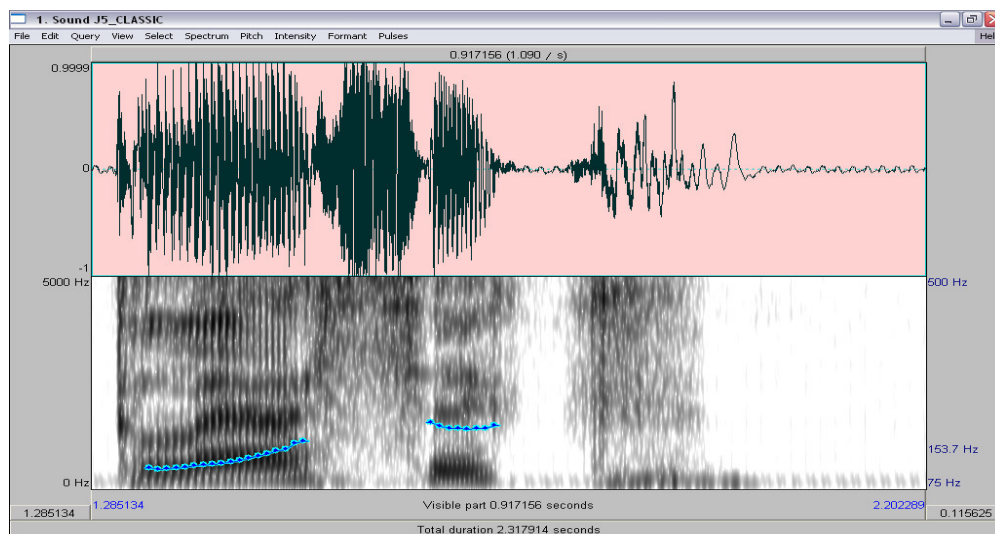 1. Sound J5_CLASSIC
File Edit Query View Select Spectrum Pitch Intensity Formant Pulses Hel
0.917156 (1.090 / s)
0.9999
0
-1
5000 Hz 500 Hz
153.7 Hz
0 Hz 75 Hz
1.285134 1.285134 Visible part 0.917156 seconds 2.202289 0.115625
Total duration 2.317914 seconds